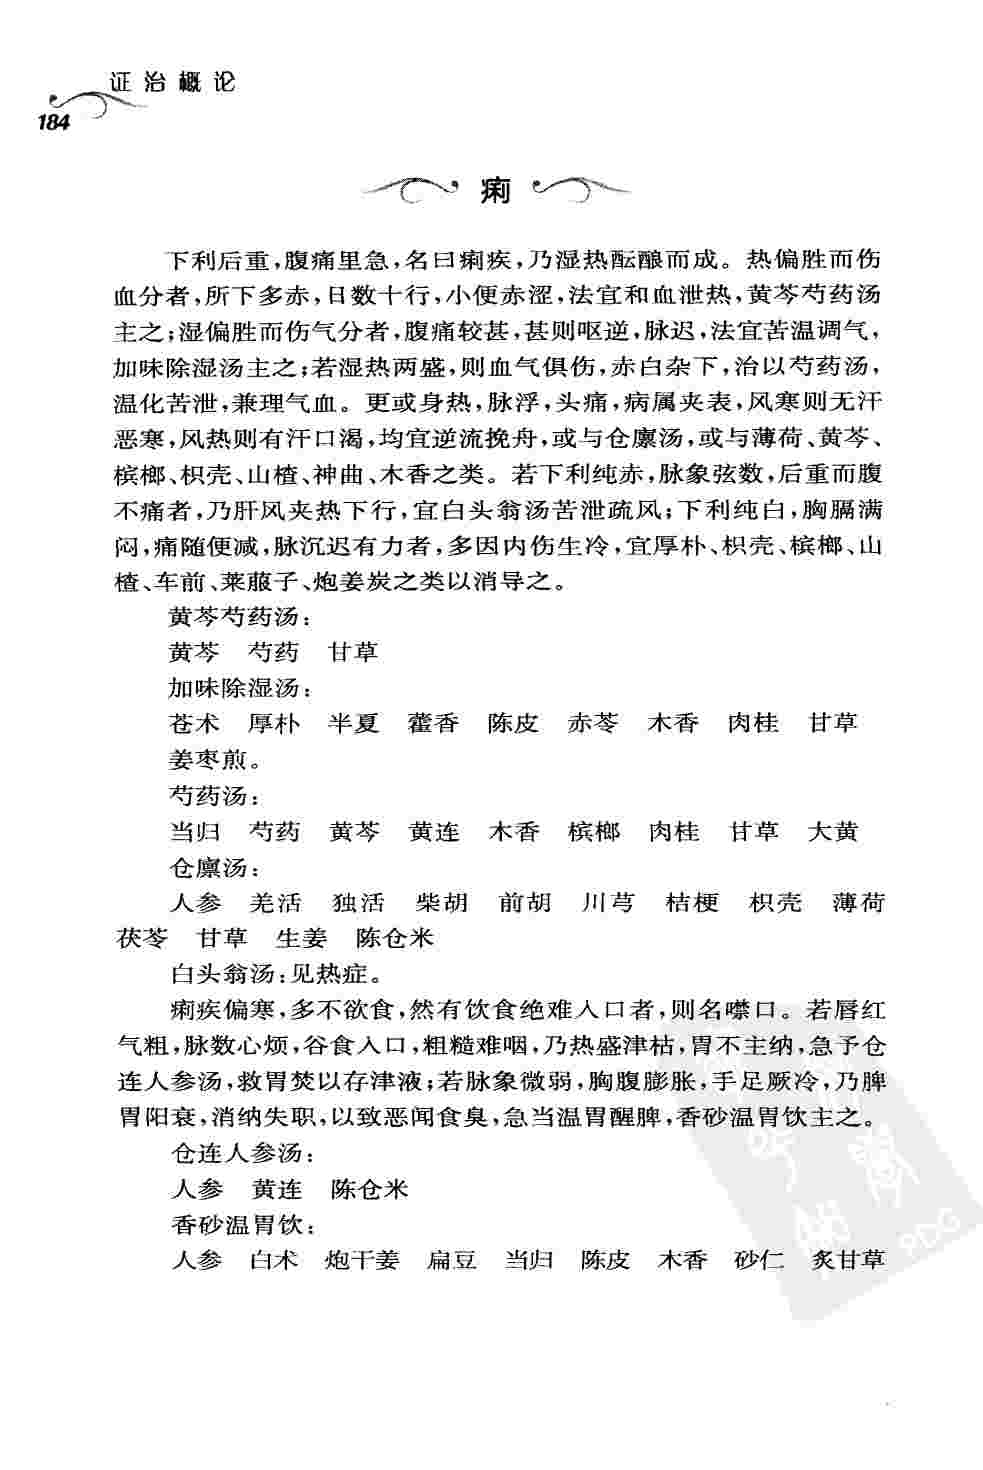 证治概论
184
痢
下利后重,腹痛里急,名曰痢疾,乃湿热酝酿而成。热偏胜而伤
血分者,所下多赤,日数十行,小便赤涩,法宜和血泄热,黄芩芍药汤
主之;湿偏胜而伤气分者,腹痛较甚,甚则呕逆,脉迟,法宜苦温调气,
加味除湿汤主之;若湿热两盛,则血气俱伤,赤白杂下,治以芍药汤,
温化苦泄,兼理气血。更或身热,脉浮,头痛,病属夹表,风寒则无汗
恶寒,风热则有汗口渴,均宜逆流挽舟,或与仓廪汤,或与薄荷、黄芩、
槟榔、枳壳、山楂、神曲、木香之类。若下利纯赤,脉象弦数,后重而腹
不痛者,乃肝风夹热下行,宜白头翁汤苦泄疏风;下利纯白,胸膈满
闷,痛随便减,脉沉迟有力者,多因内伤生冷,宜厚朴、枳壳、槟榔、山
楂、车前、莱菔子、炮姜炭之类以消导之。
黄芩芍药汤:
黄芩 芍药 甘草
加味除湿汤:
苍术 厚朴 半夏 藿香 陈皮 赤苓 木香 肉桂 甘草
姜枣煎。
芍药汤:
当归 芍药 黄芩 黄连 木香 槟榔 肉桂 甘草 大黄
仓廪汤:
人参 羌活 独活 柴胡 前胡 川芎 桔梗 枳壳 薄荷
茯苓 甘草 生姜 陈仓米
白头翁汤:见热症。
痢疾偏寒,多不欲食,然有饮食绝难入口者,则名噤口。若唇红
气粗,脉数心烦,谷食入口,粗糙难咽,乃热盛津枯,胃不主纳,急予仓
连人参汤,救胃焚以存津液;若脉象微弱,胸腹膨胀,手足厥冷,乃脾
胃阳衰,消纳失职,以致恶闻食臭,急当温胃醒脾,香砂温胃饮主之。
仓连人参汤:
人参 黄连 陈仓米
香砂温胃饮:
人参 白术 炮干姜 扁豆 当归 陈皮 木香 砂仁 炙甘草
PDG